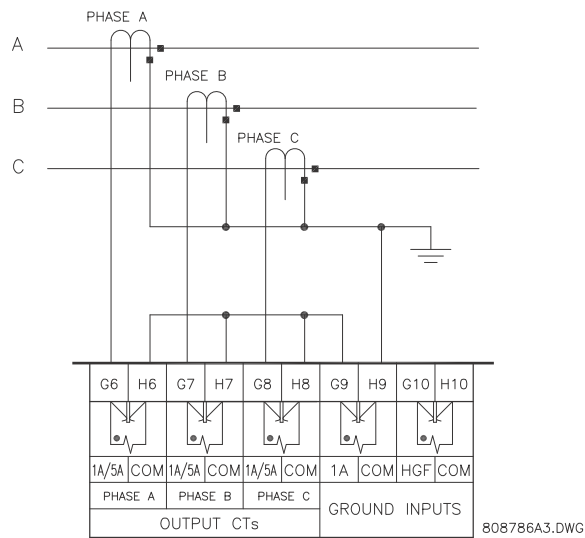 PHASE A
A
PHASE B
B
PHASE C
C
G6 H6 G7 H7 G8 H8 G9 H9 G10 H10
1A/5A COM 1A/5A COM 1A/5A COM 1A COM HGF COM
PHASE A PHASE B PHASE C
GROUND INPUTS
OUTPUT CTs
808786A3.DWG